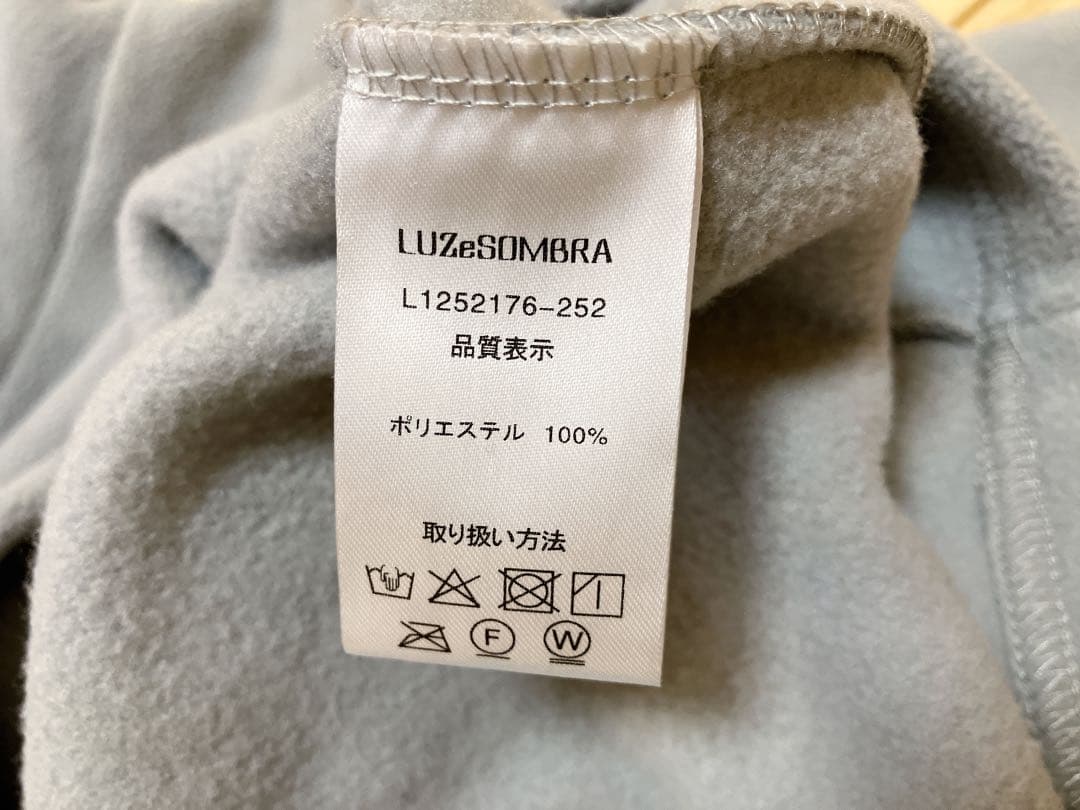 LUZeSOMBRA
L1252176-252
品質表示
ポリエステル 100%
取り扱い方法
F W